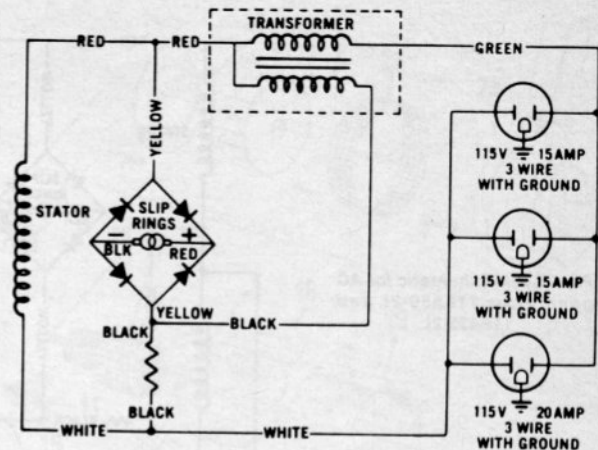 TRANSFORMER
RED
RED
GREEN
YELLOW
STATOR
SLIP
RINGS
−
+
BLK
RED
YELLOW
BLACK
BLACK
BLACK
WHITE
WHITE
115V 15AMP
3 WIRE
WITH GROUND
115V 15AMP
3 WIRE
WITH GROUND
115V 20AMP
3 WIRE
WITH GROUND